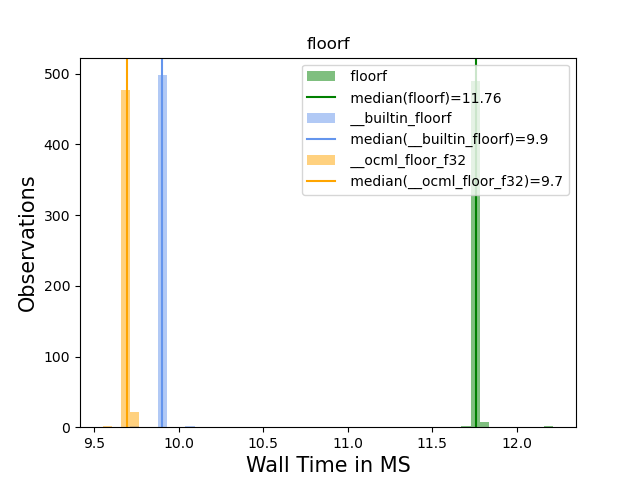 floorf
500
400
300
200
100
0
Observations
floorf
median(floorf)=11.76
__builtin_floorf
median(__builtin_floorf)=9.9
__ocml_floor_f32
median(__ocml_floor_f32)=9.7
9.5 10.0 10.5 11.0 11.5 12.0
Wall Time in MS